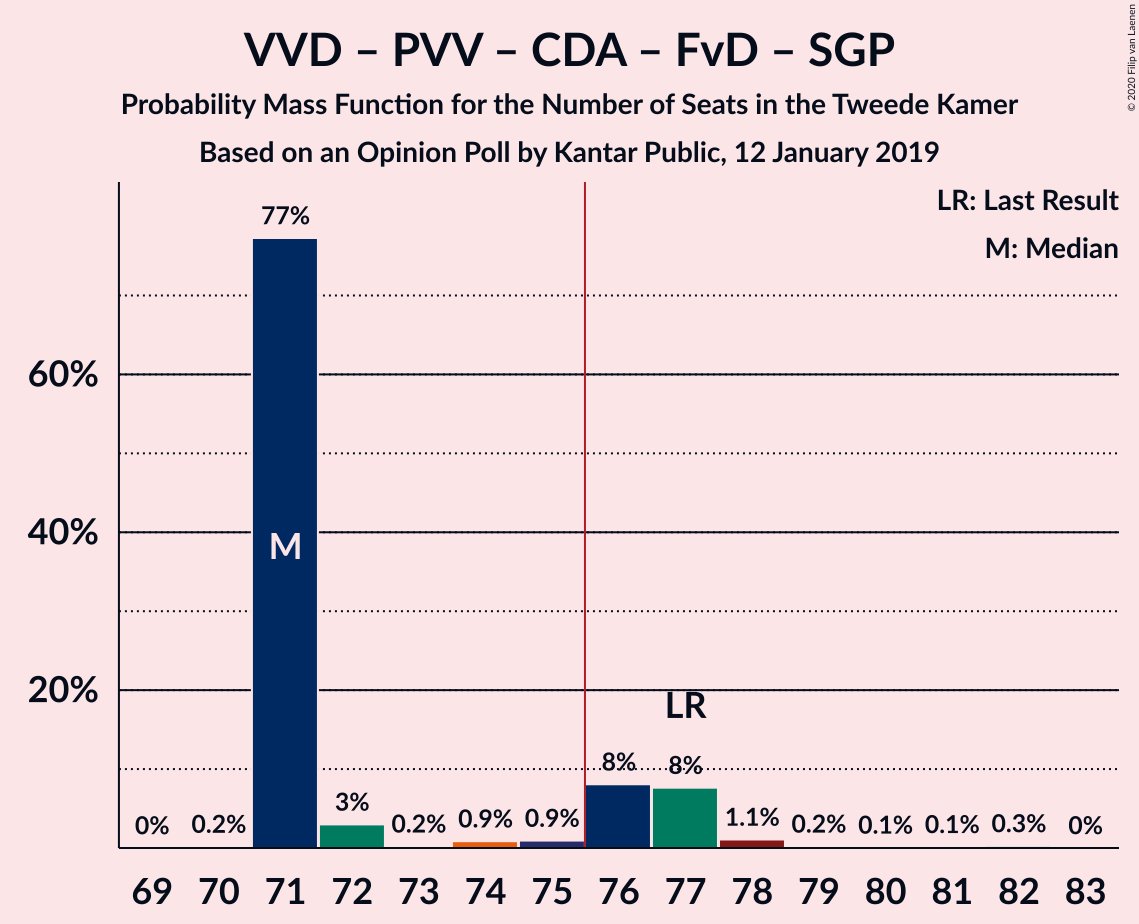 VVD – PVV – CDA – FvD – SGP
Probability Mass Function for the Number of Seats in the Tweede Kamer
Based on an Opinion Poll by Kantar Public, 12 January 2019
© 2020 Filip van Laenen
LR: Last Result
M: Median
60%
40%
20%
0%
0.2%
77%
3%
0.2%
0.9%
0.9%
8%
8%
1.1%
0.2%
0.1%
0.1%
0.3%
0%
M
LR
69 70 71 72 73 74 75 76 77 78 79 80 81 82 83